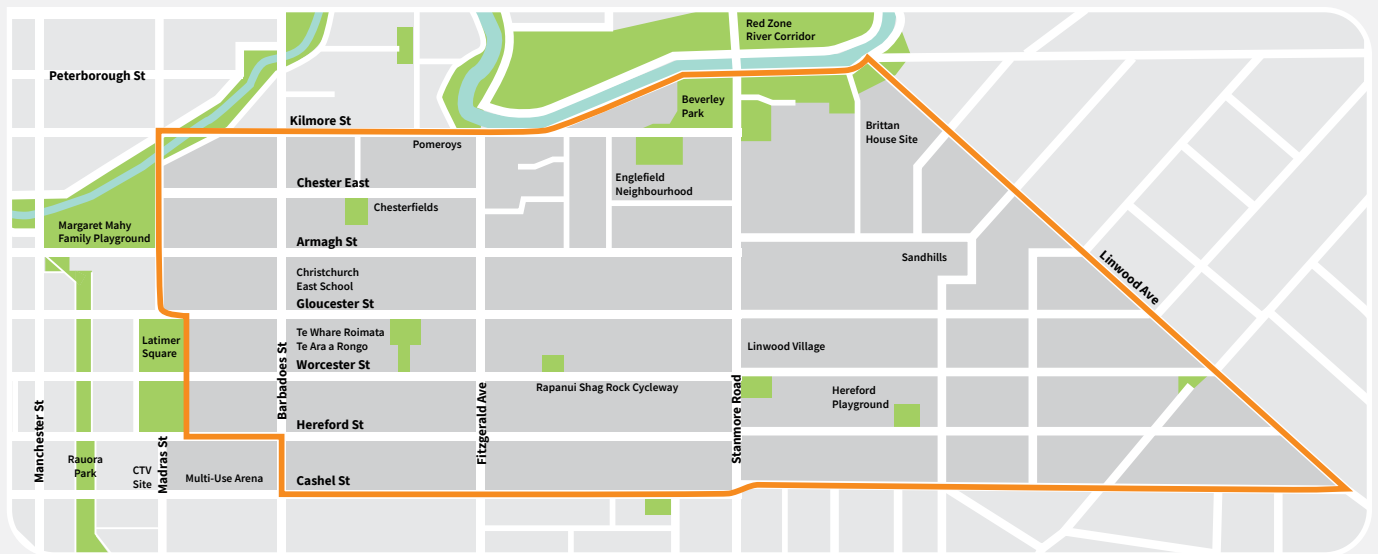 Red Zone
River Corridor
Peterborough St
Beverley
Park
Kilmore St
Brittan
House Site
Pomeroys
Englefield
Neighbourhood
Chester East
Chesterfields
Margaret Mahy
Family Playground
Armagh St
Sandhills
Linwood Ave
Christchurch
East School
Gloucester St
Te Whare Roimata
Te Ara a Rongo
Latimer
Square
Linwood Village
Worcester St
Barbadoes St
Rapanui Shag Rock Cycleway
Hereford
Playground
Manchester St
Hereford St
Fitzgerald Ave
Stanmore Road
Rauora
Park
CTV
Site
Madras St
Multi-Use Arena
Cashel St